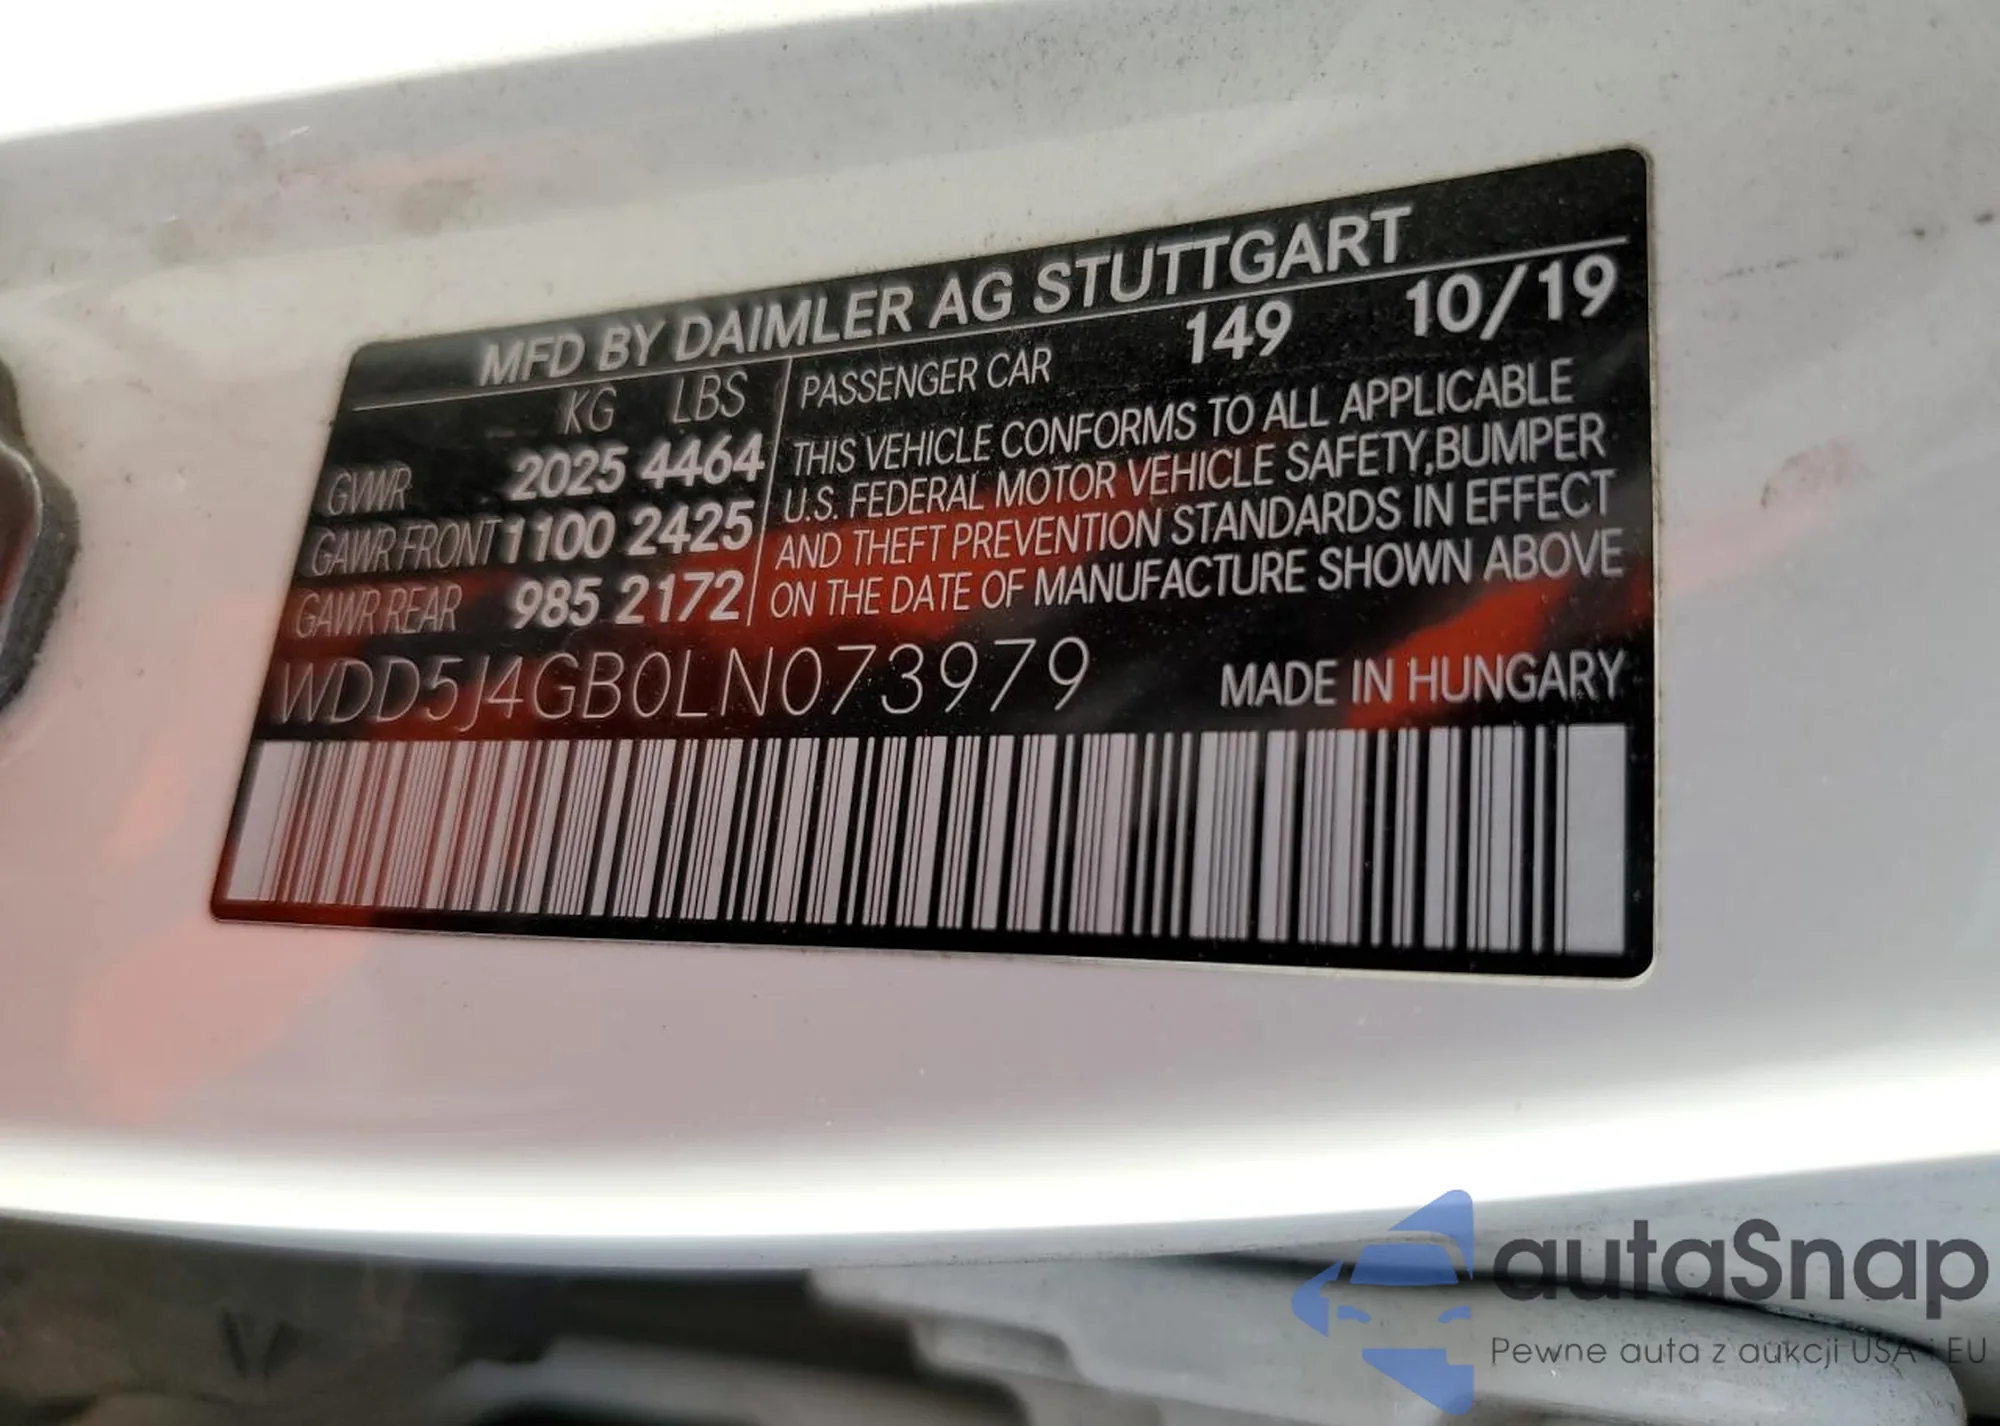 MFD BY DAIMLER AG STUTTGART
KG LBS
PASSENGER CAR 149 10/19
GVWR 2025 4464
GAWR FRONT 1100 2425
GAWR REAR 985 2172
THIS VEHICLE CONFORMS TO ALL APPLICABLE
U.S. FEDERAL MOTOR VEHICLE SAFETY,BUMPER
AND THEFT PREVENTION STANDARDS IN EFFECT
ON THE DATE OF MANUFACTURE SHOWN ABOVE
WDD5J4GB0LN073979 MADE IN HUNGARY
autaSnap
Pewne auta z aukcji USA i EU